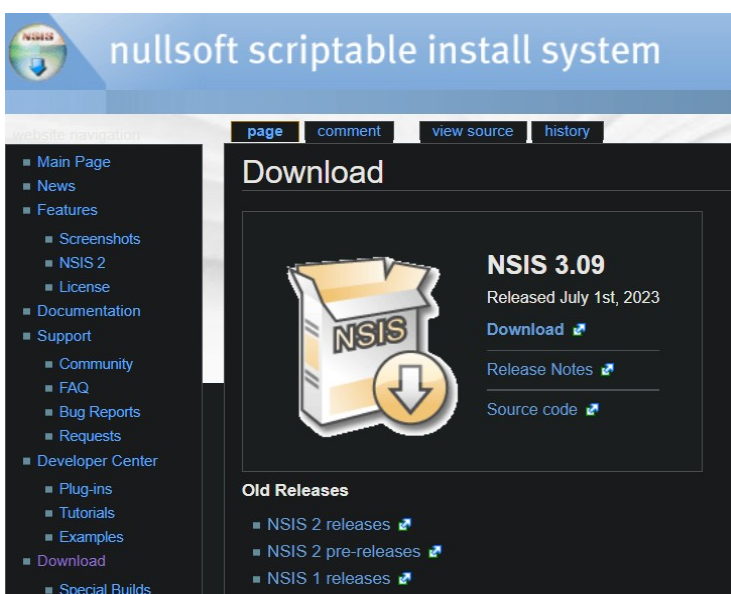 NSIS
nullsoft scriptable install system
website navigation
Main Page
News
Features
Screenshots
NSIS 2
License
Documentation
Support
Community
FAQ
Bug Reports
Requests
Developer Center
Plug-ins
Tutorials
Examples
Download
Special Builds
page comment view source history
Download
NSIS
NSIS 3.09
Released July 1st, 2023
Download
Release Notes
Source code
Old Releases
NSIS 2 releases
NSIS 2 pre-releases
NSIS 1 releases